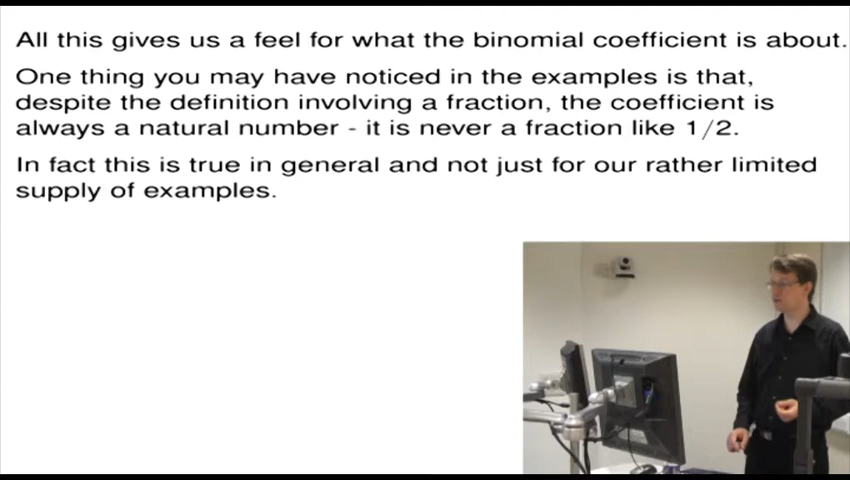 All this gives us a feel for what the binomial coefficient is about.
One thing you may have noticed in the examples is that,
despite the definition involving a fraction, the coefficient is
always a natural number - it is never a fraction like 1/2.
In fact this is true in general and not just for our rather limited
supply of examples.